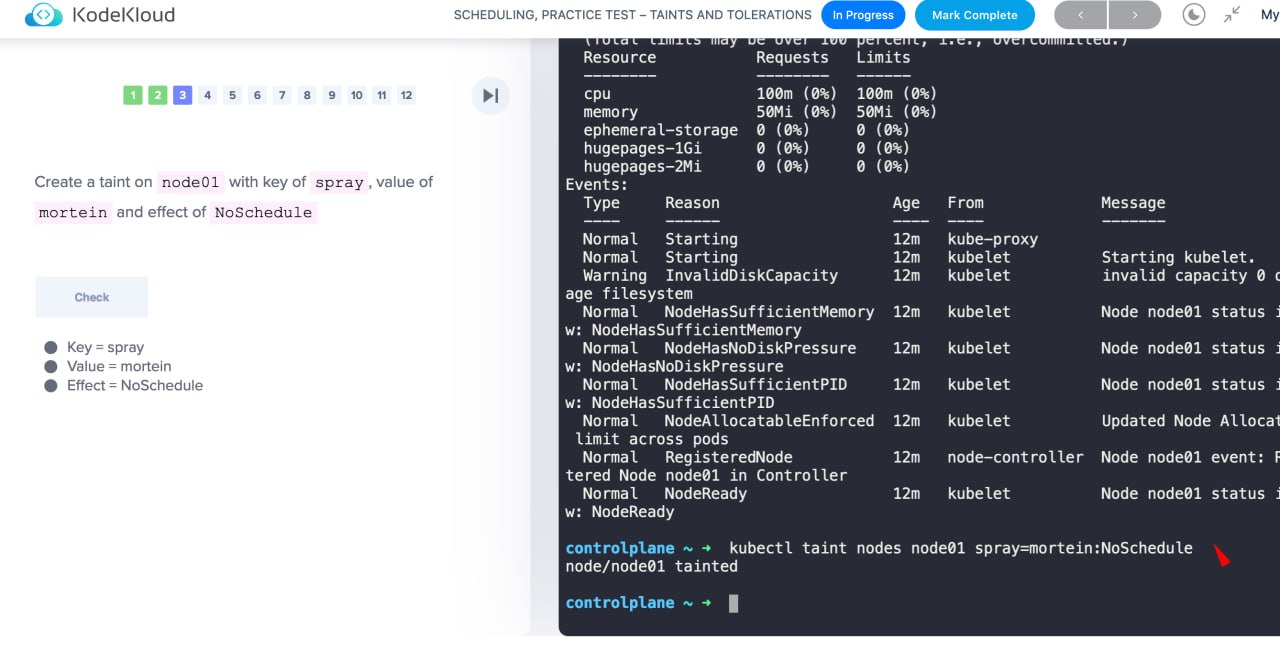 KodeKloud
SCHEDULING, PRACTICE TEST – TAINTS AND TOLERATIONS
In Progress
Mark Complete
My
1 2 3 4 5 6 7 8 9 10 11 12
Create a taint on node01 with key of spray, value of
mortein and effect of NoSchedule
Check
Key = spray
Value = mortein
Effect = NoSchedule
(Total limits may be over 100 percent, i.e., overcommitted.)
Resource Requests Limits
-------- -------- ------
cpu 100m (0%) 100m (0%)
memory 50Mi (0%) 50Mi (0%)
ephemeral-storage 0 (0%) 0 (0%)
hugepages-1Gi 0 (0%) 0 (0%)
hugepages-2Mi 0 (0%) 0 (0%)
Events:
Type Reason Age From Message
---- ------ ---- ---- -------
Normal Starting 12m kube-proxy
Normal Starting 12m kubelet Starting kubelet.
Warning InvalidDiskCapacity 12m kubelet invalid capacity 0
age filesystem
Normal NodeHasSufficientMemory 12m kubelet Node node01 status i
w: NodeHasSufficientMemory
Normal NodeHasNoDiskPressure 12m kubelet Node node01 status i
w: NodeHasNoDiskPressure
Normal NodeHasSufficientPID 12m kubelet Node node01 status i
w: NodeHasSufficientPID
Normal NodeAllocatableEnforced 12m kubelet Updated Node Allocat
limit across pods
Normal RegisteredNode 12m node-controller Node node01 event:
tered Node node01 in Controller
Normal NodeReady 12m kubelet Node node01 status i
w: NodeReady
controlplane ~ ➜ kubectl taint nodes node01 spray=mortein:NoSchedule
node/node01 tainted
controlplane ~ ➜